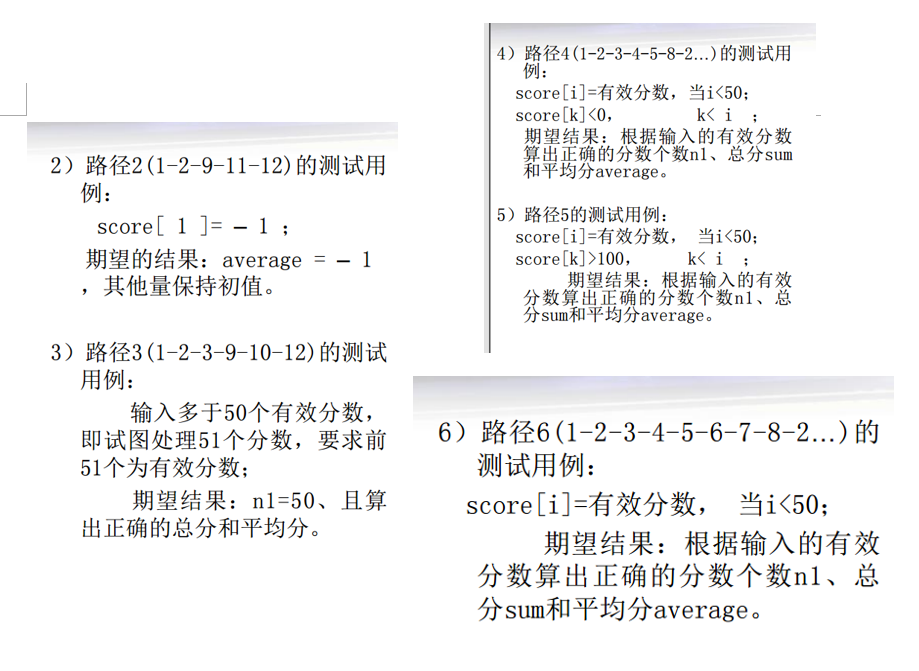 2）路径2(1-2-9-11-12)的测试用
例：
score[ 1 ]= – 1 ；
期望的结果：average = – 1
，其他量保持初值。
3）路径3(1-2-3-9-10-12)的测试
用例：
输入多于50个有效分数，
即试图处理51个分数，要求前
51个为有效分数；
期望结果：n1=50、且算
出正确的总分和平均分。
4）路径4(1-2-3-4-5-8-2…)的测试用
例：
score[i]=有效分数，当i<50；
score[k]<0， k< i ；
期望结果：根据输入的有效分数
算出正确的分数个数n1、总分sum
和平均分average。
5）路径5的测试用例：
score[i]=有效分数， 当i<50；
score[k]>100， k< i ；
期望结果：根据输入的有效
分数算出正确的分数个数n1、总
分sum和平均分average。
6）路径6(1-2-3-4-5-6-7-8-2…)的
测试用例：
score[i]=有效分数， 当i<50；
期望结果：根据输入的有效
分数算出正确的分数个数n1、总
分sum和平均分average。